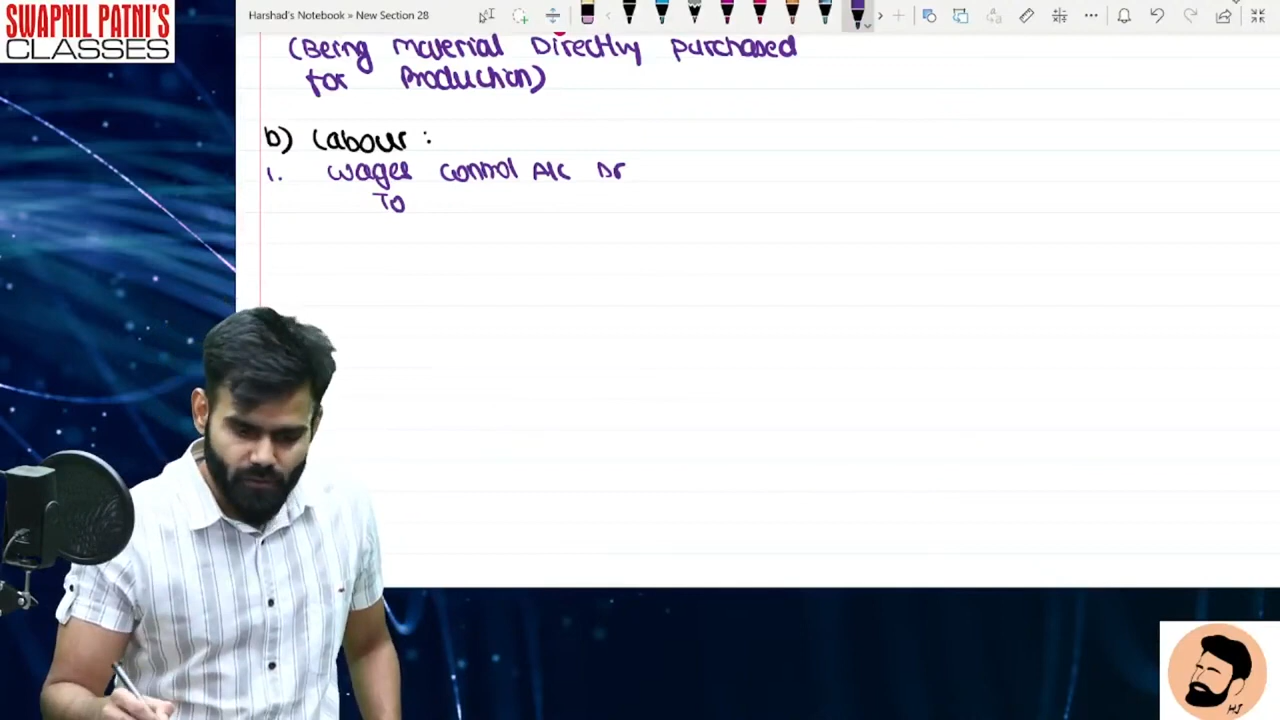 SWAPNIL PATNI'S
CLASSES
Harshad's Notebook » New Section 28
(Being Material Directly purchased
for Production)
b) Labour :
1. Wages Control A/c Dr
To
HS